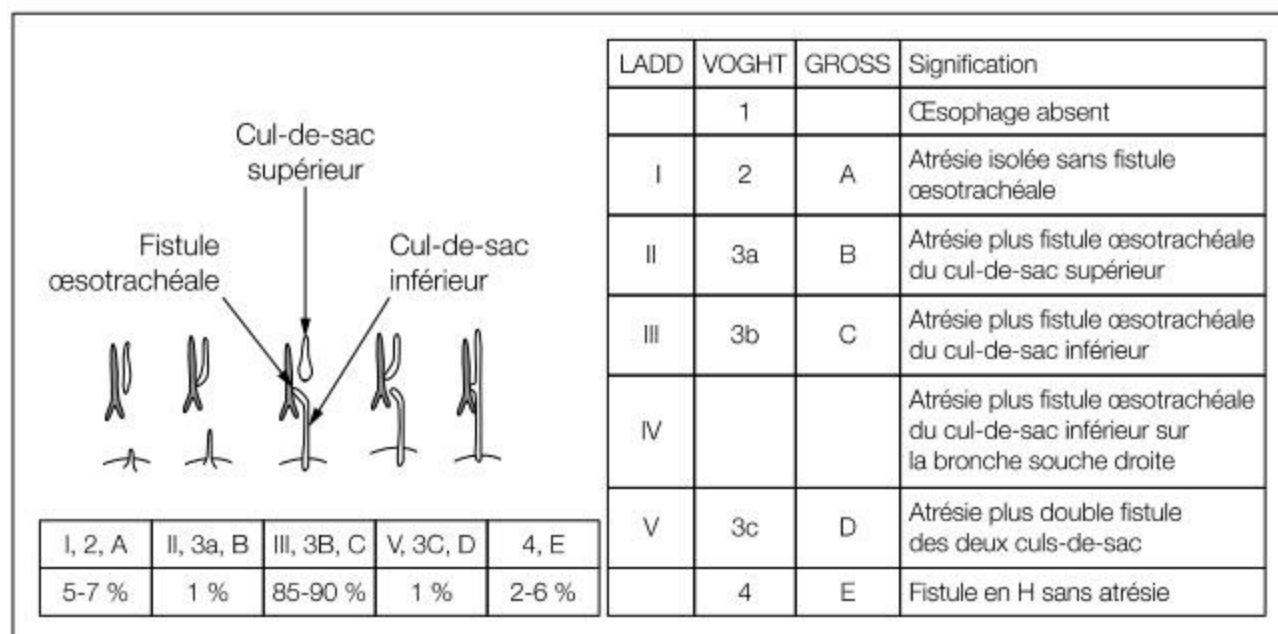 Cul-de-sac
supérieur
Fistule
œsotrachéale
Cul-de-sac
inférieur
I, 2, A II, 3a, B III, 3B, C V, 3C, D 4, E
5-7 % 1 % 85-90 % 1 % 2-6 %
LADD VOGHT GROSS Signification
1 Œsophage absent
I 2 A Atrésie isolée sans fistule
œsotrachéale
II 3a B Atrésie plus fistule œsotrachéale
du cul-de-sac supérieur
III 3b C Atrésie plus fistule œsotrachéale
du cul-de-sac inférieur
IV Atrésie plus fistule œsotrachéale
du cul-de-sac inférieur sur
la bronche souche droite
V 3c D Atrésie plus double fistule
des deux culs-de-sac
4 E Fistule en H sans atrésie